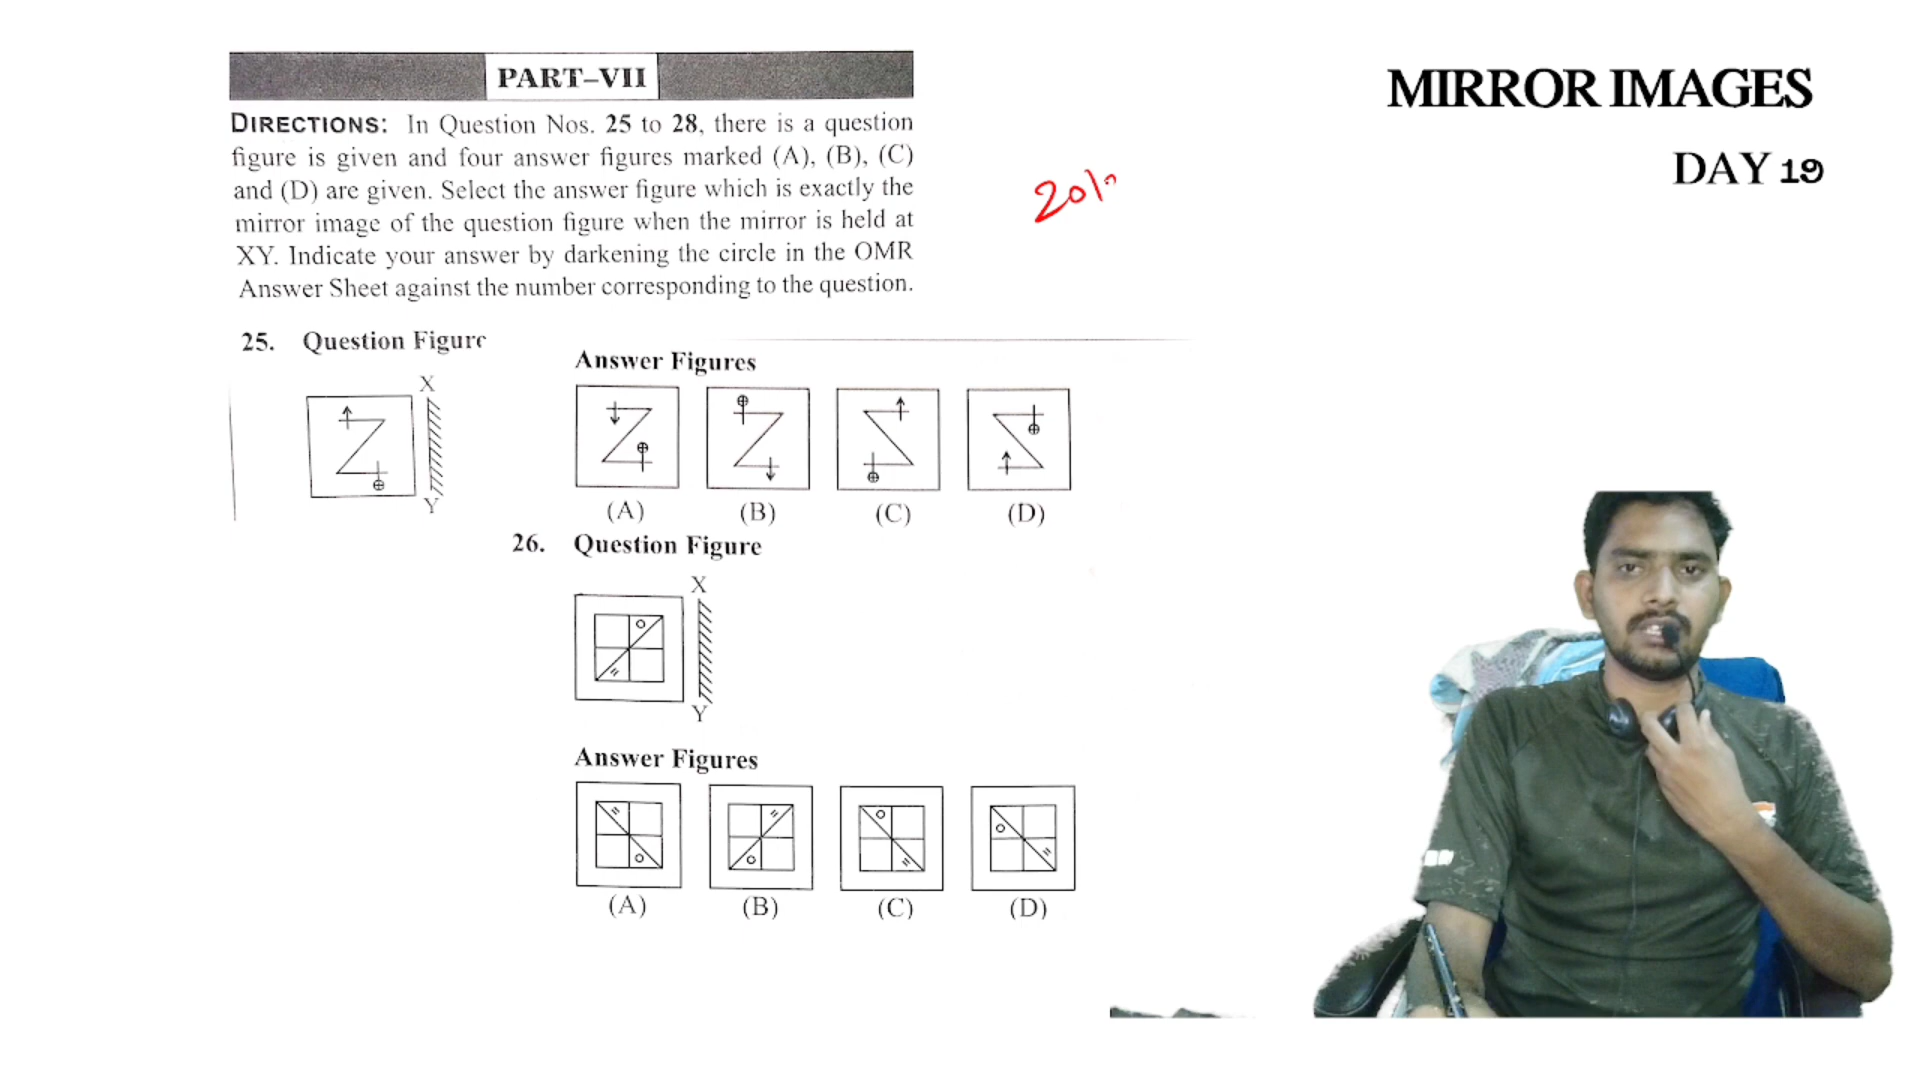 PART–VII
MIRROR IMAGES
DAY 19
DIRECTIONS: In Question Nos. 25 to 28, there is a question
figure is given and four answer figures marked (A), (B), (C)
and (D) are given. Select the answer figure which is exactly the
mirror image of the question figure when the mirror is held at
XY. Indicate your answer by darkening the circle in the OMR
Answer Sheet against the number corresponding to the question.
25. Question Figure
Answer Figures
X
Y
(A) (B) (C) (D)
26. Question Figure
X
Y
Answer Figures
(A) (B) (C) (D)